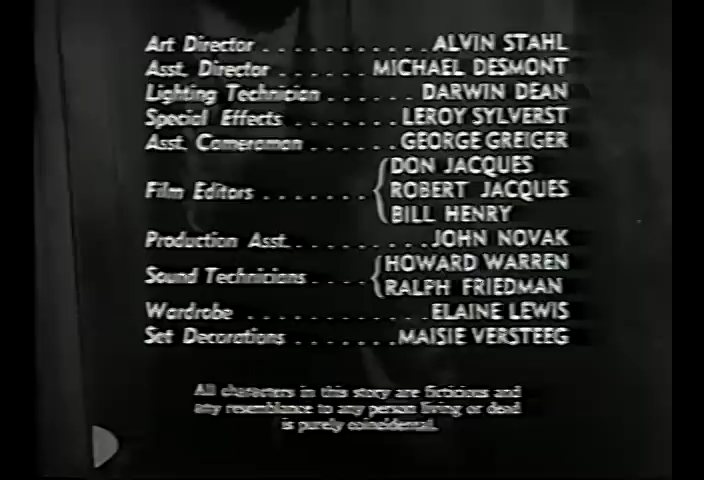 Art Director . . . . . . . . . . . . ALVIN STAHL
Asst. Director . . . . . . MICHAEL DESMONT
Lighting Technician . . . . . . DARWIN DEAN
Special Effects . . . . . . . . LEROY SYLVERST
Asst. Cameraman . . . . . . GEORGE GREIGER
DON JACQUES
Film Editors . . . . . . . . ROBERT JACQUES
BILL HENRY
Production Asst. . . . . . . . . . . JOHN NOVAK
HOWARD WARREN
Sound Technicians . . . . RALPH FRIEDMAN
Wardrobe . . . . . . . . . . . . ELAINE LEWIS
Set Decorations . . . . . . . MAISIE VERSTEEG
All characters in this story are ficticious and
any resemblance to any person living or dead
is purely coincidental.